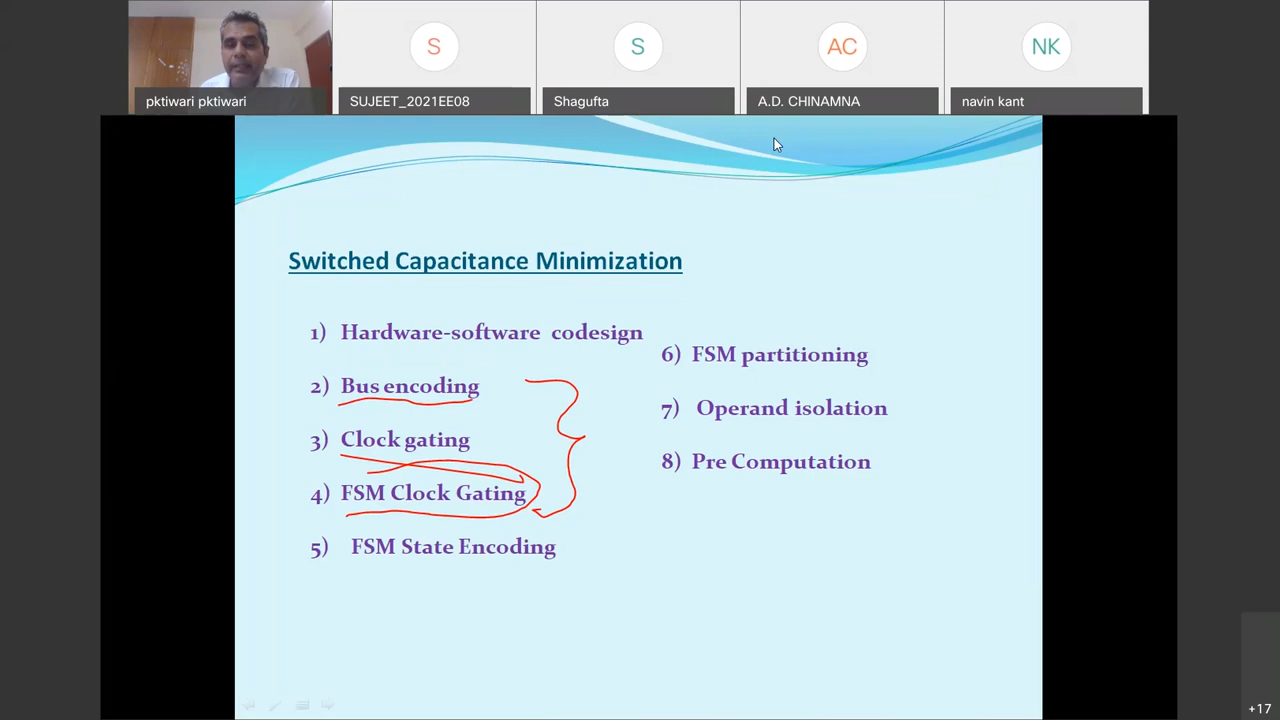 S
S
AC
NK
pktiwari pktiwari
SUJEET_2021EE08
Shagufta
A.D. CHINAMNA
navin kant
Switched Capacitance Minimization
1) Hardware-software codesign
2) Bus encoding
3) Clock gating
4) FSM Clock Gating
5) FSM State Encoding
6) FSM partitioning
7) Operand isolation
8) Pre Computation
+17